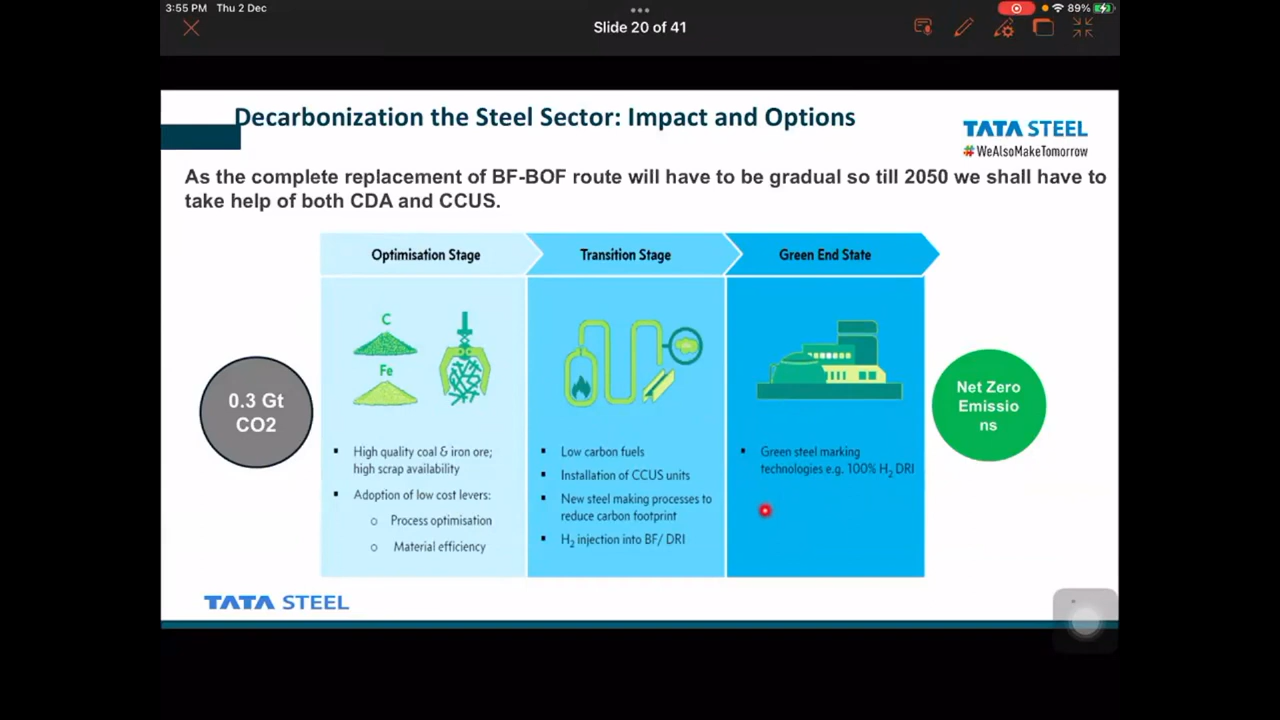 3:55 PM Thu 2 Dec
89%
Slide 20 of 41
Decarbonization the Steel Sector: Impact and Options
TATA STEEL
#WeAlsoMakeTomorrow
As the complete replacement of BF-BOF route will have to be gradual so till 2050 we shall have to
take help of both CDA and CCUS.
Optimisation Stage
Transition Stage
Green End State
C
Fe
0.3 Gt
CO2
Net Zero
Emissio
ns
High quality coal & iron ore;
high scrap availability
Adoption of low cost levers:
Process optimisation
Material efficiency
Low carbon fuels
Installation of CCUS units
New steel making processes to
reduce carbon footprint
H2 injection into BF/ DRI
Green steel marking
technologies e.g. 100% H2 DRI
TATA STEEL